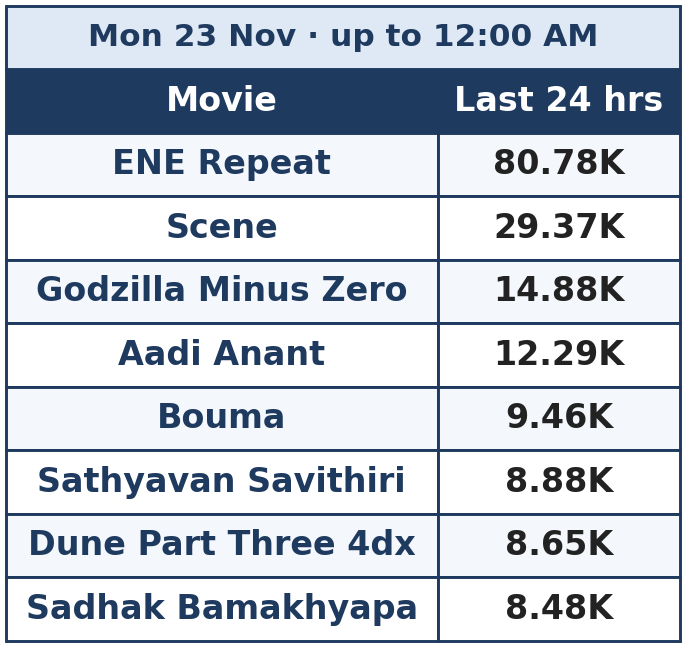 Mon 23 Nov · up to 12:00 AM
Movie Last 24 hrs
ENE Repeat 80.78K
Scene 29.37K
Godzilla Minus Zero 14.88K
Aadi Anant 12.29K
Bouma 9.46K
Sathyavan Savithiri 8.88K
Dune Part Three 4dx 8.65K
Sadhak Bamakhyapa 8.48K